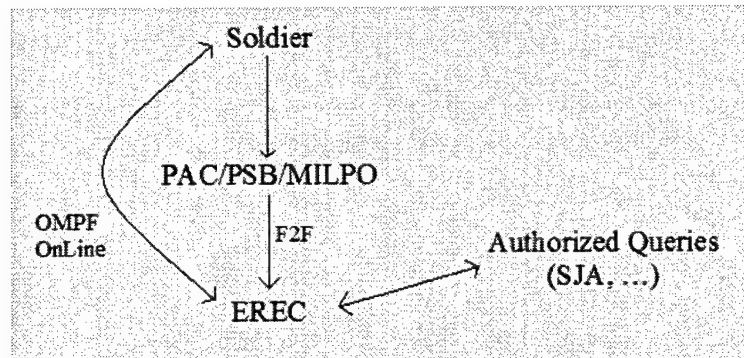 Soldier
PAC/PSB/MILPO
OMPF
OnLine
F2F
Authorized Queries
(SJA, ...)
EREC